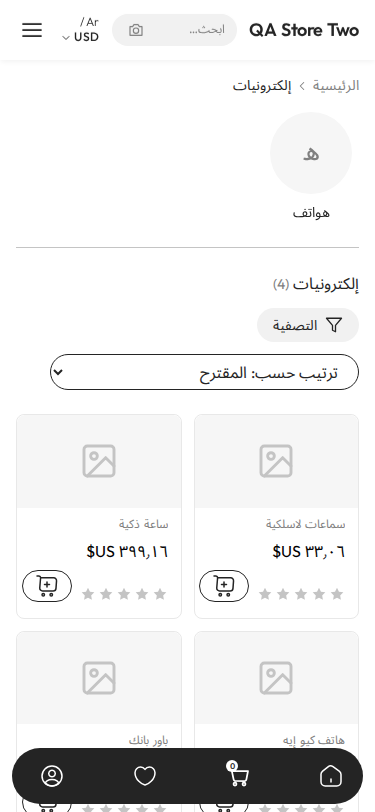 QA Store Two
ابحث...
Ar /
USD
الرئيسية
إلكترونيات
هـ
هواتف
إلكترونيات (4)
التصفية
ترتيب حسب: المقترح
سماعات لاسلكية
٣٣٫٠٦ US$
ساعة ذكية
٣٩٩٫١٦ US$
هاتف كيو إيه
باور بانك
0